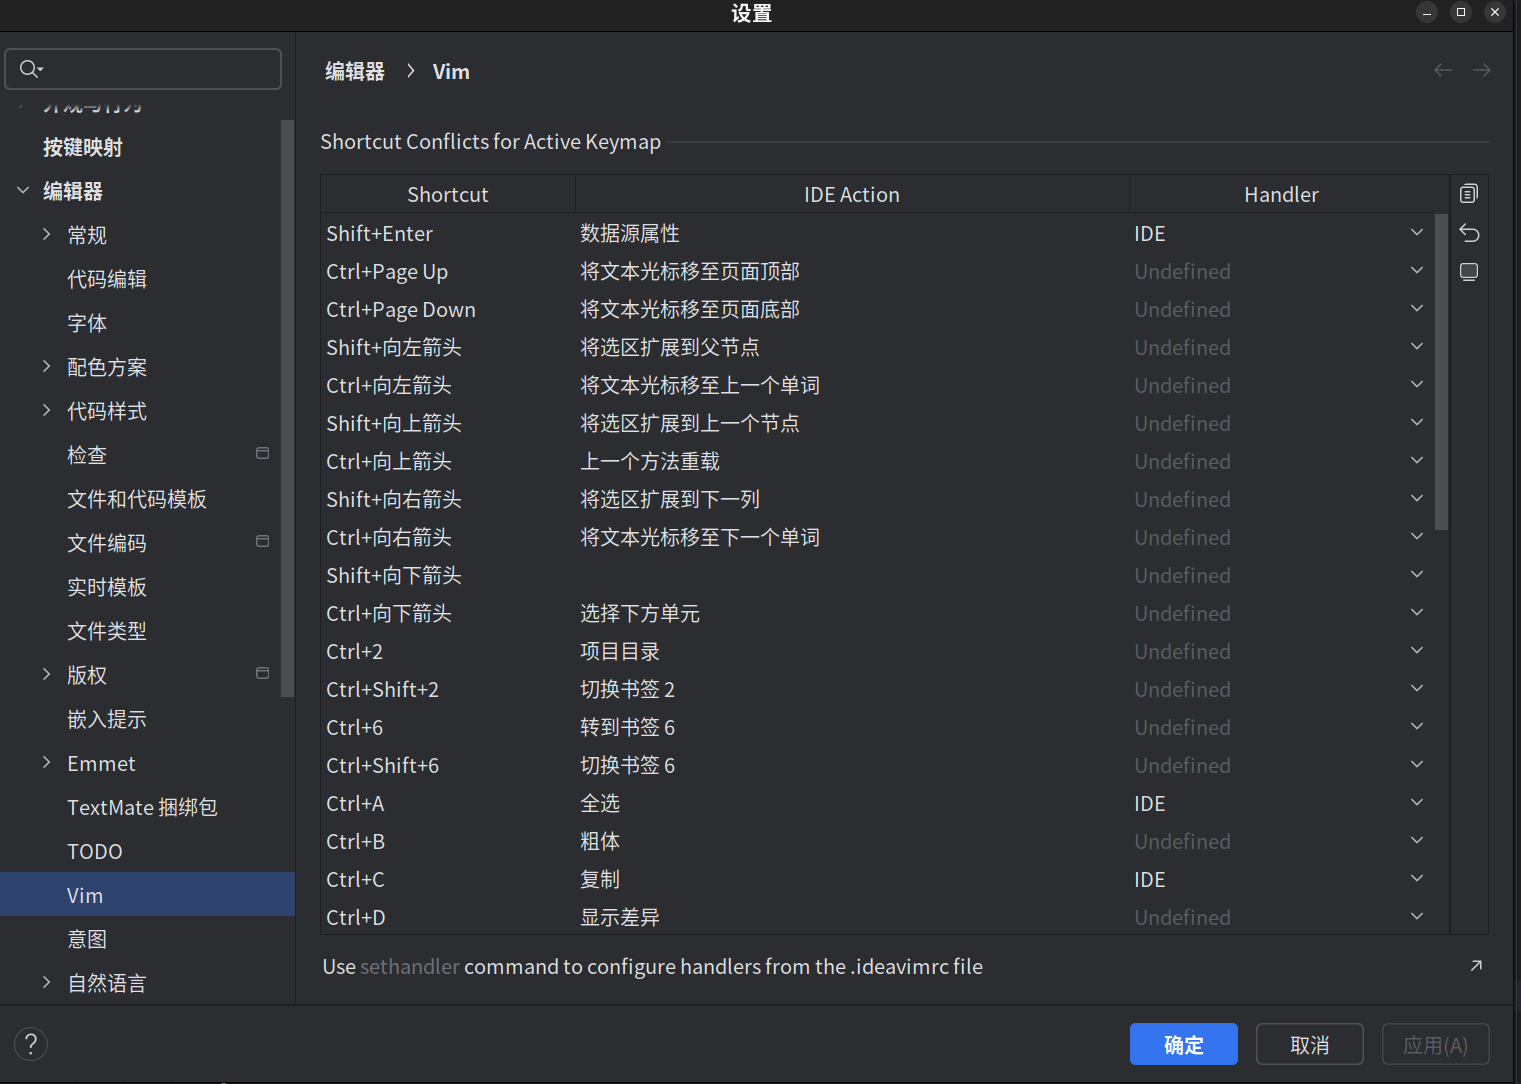 设置
按键映射
编辑器
常规
代码编辑
字体
配色方案
代码样式
检查
文件和代码模板
文件编码
实时模板
文件类型
版权
嵌入提示
Emmet
TextMate 捆绑包
TODO
Vim
意图
自然语言
编辑器 › Vim
Shortcut Conflicts for Active Keymap
Shortcut IDE Action Handler
Shift+Enter 数据源属性 IDE
Ctrl+Page Up 将文本光标移至页面顶部 Undefined
Ctrl+Page Down 将文本光标移至页面底部 Undefined
Shift+向左箭头 将选区扩展到父节点 Undefined
Ctrl+向左箭头 将文本光标移至上一个单词 Undefined
Shift+向上箭头 将选区扩展到上一个节点 Undefined
Ctrl+向上箭头 上一个方法重载 Undefined
Shift+向右箭头 将选区扩展到下一列 Undefined
Ctrl+向右箭头 将文本光标移至下一个单词 Undefined
Shift+向下箭头 Undefined
Ctrl+向下箭头 选择下方单元 Undefined
Ctrl+2 项目目录 Undefined
Ctrl+Shift+2 切换书签 2 Undefined
Ctrl+6 转到书签 6 Undefined
Ctrl+Shift+6 切换书签 6 Undefined
Ctrl+A 全选 IDE
Ctrl+B 粗体 Undefined
Ctrl+C 复制 IDE
Ctrl+D 显示差异 Undefined
Use sethandler command to configure handlers from the .ideavimrc file
?
确定 取消 应用(A)